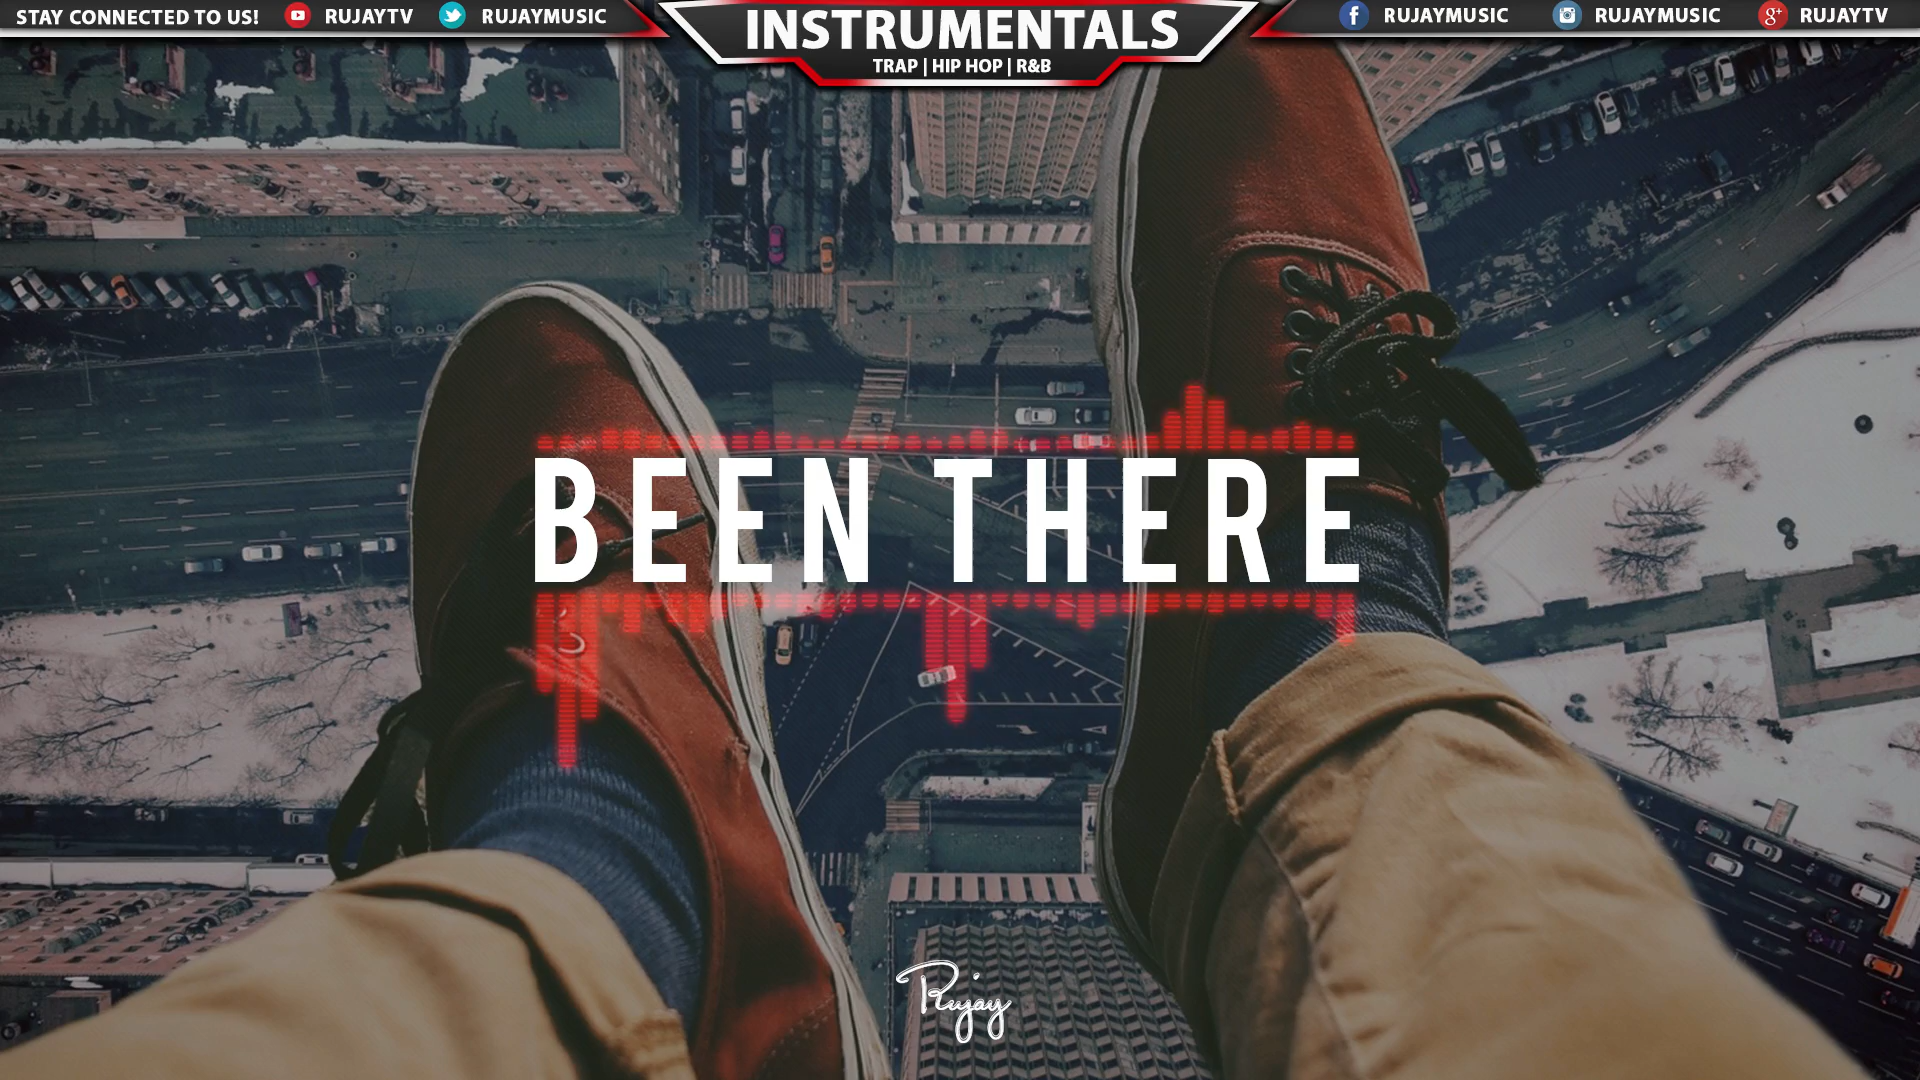 STAY CONNECTED TO US! RUJAYTV RUJAYMUSIC
INSTRUMENTALS
TRAP | HIP HOP | R&B
f RUJAYMUSIC RUJAYMUSIC g+ RUJAYTV
BEEN THERE
Rujay